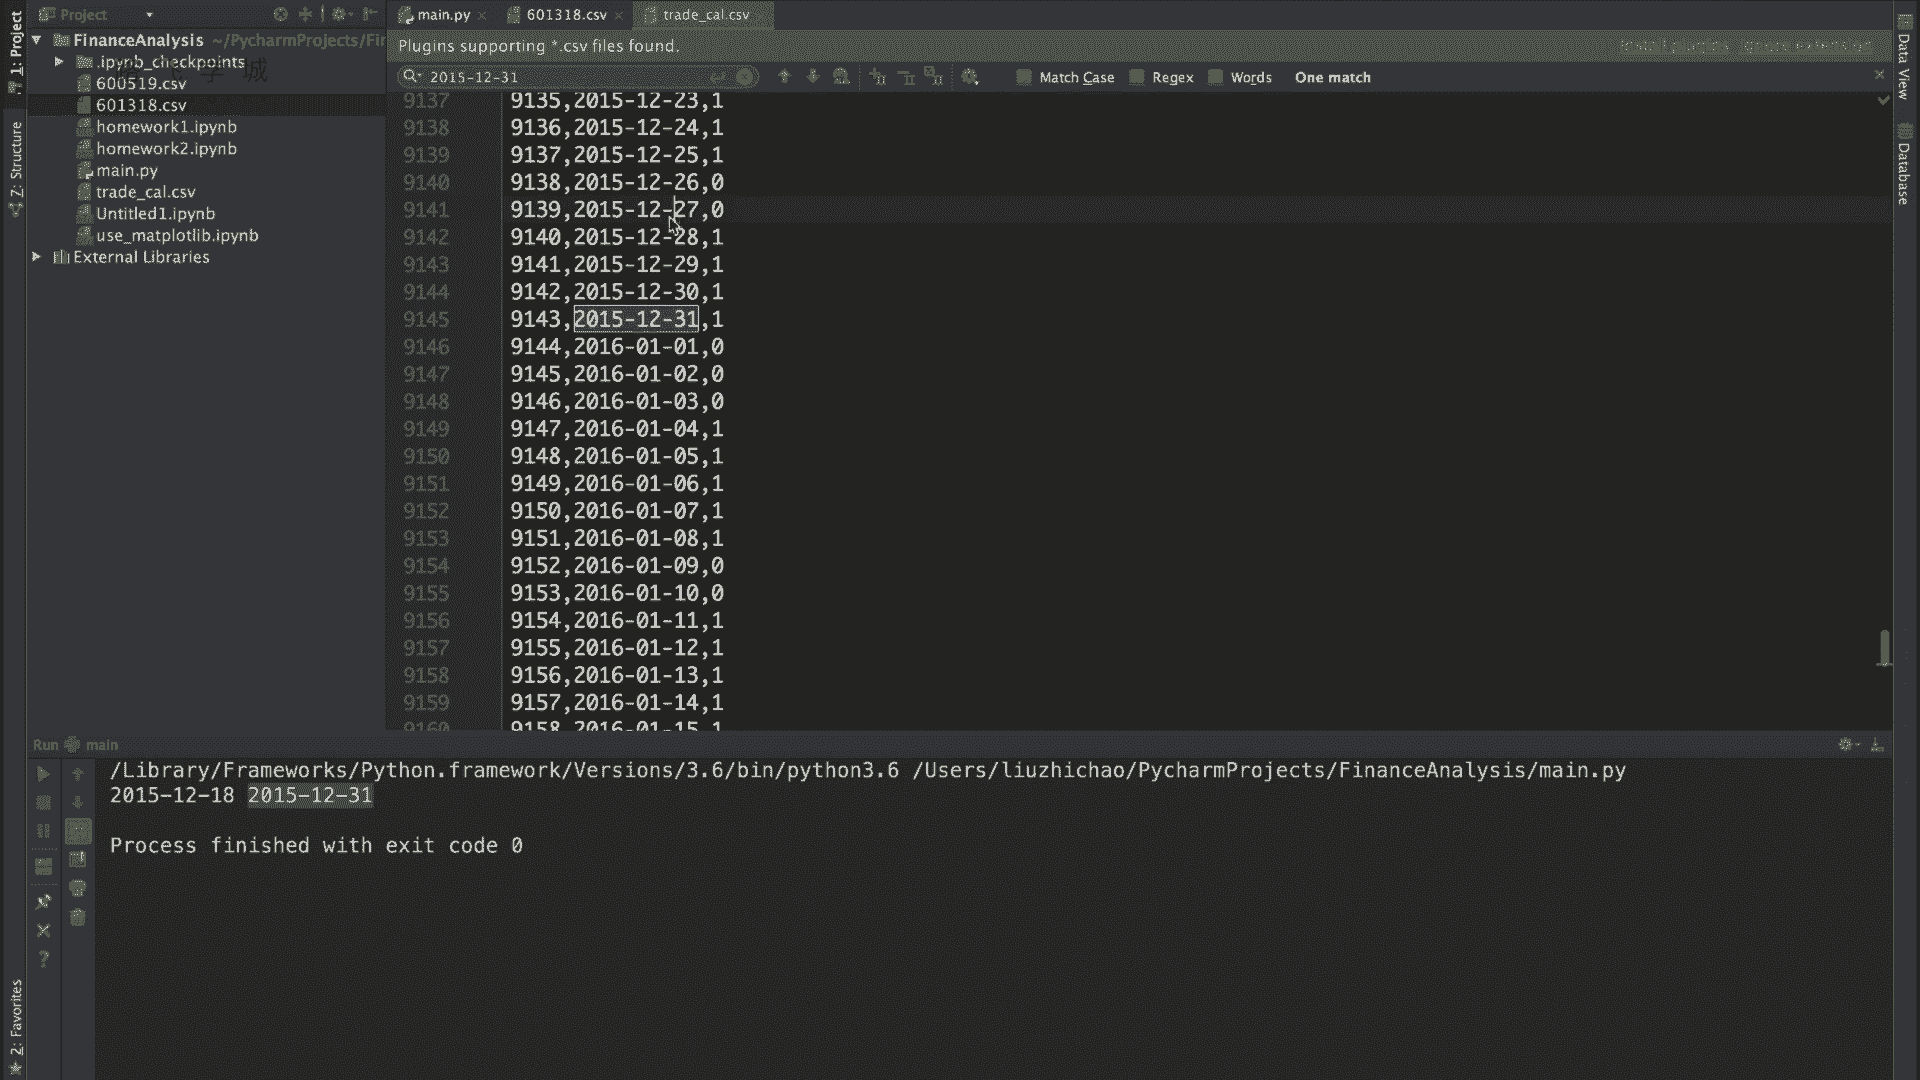 Project
main.py
601318.csv
trade_cal.csv
1: Project
FinanceAnalysis ~/PycharmProjects/Fin
Plugins supporting *.csv files found.
Install plugins Ignore extension
.ipynb_checkpoints
学城
600519.csv
601318.csv
homework1.ipynb
homework2.ipynb
main.py
trade_cal.csv
Untitled1.ipynb
use_matplotlib.ipynb
External Libraries
Z: Structure
2015-12-31
Match Case
Regex
Words
One match
9137 9135,2015-12-23,1
9138 9136,2015-12-24,1
9139 9137,2015-12-25,1
9140 9138,2015-12-26,0
9141 9139,2015-12-27,0
9142 9140,2015-12-28,1
9143 9141,2015-12-29,1
9144 9142,2015-12-30,1
9145 9143,2015-12-31,1
9146 9144,2016-01-01,0
9147 9145,2016-01-02,0
9148 9146,2016-01-03,0
9149 9147,2016-01-04,1
9150 9148,2016-01-05,1
9151 9149,2016-01-06,1
9152 9150,2016-01-07,1
9153 9151,2016-01-08,1
9154 9152,2016-01-09,0
9155 9153,2016-01-10,0
9156 9154,2016-01-11,1
9157 9155,2016-01-12,1
9158 9156,2016-01-13,1
9159 9157,2016-01-14,1
9160 9158,2016-01-15,1
Data View
Database
Run main
/Library/Frameworks/Python.framework/Versions/3.6/bin/python3.6 /Users/liuzhichao/PycharmProjects/FinanceAnalysis/main.py
2015-12-18 2015-12-31
Process finished with exit code 0
2: Favorites